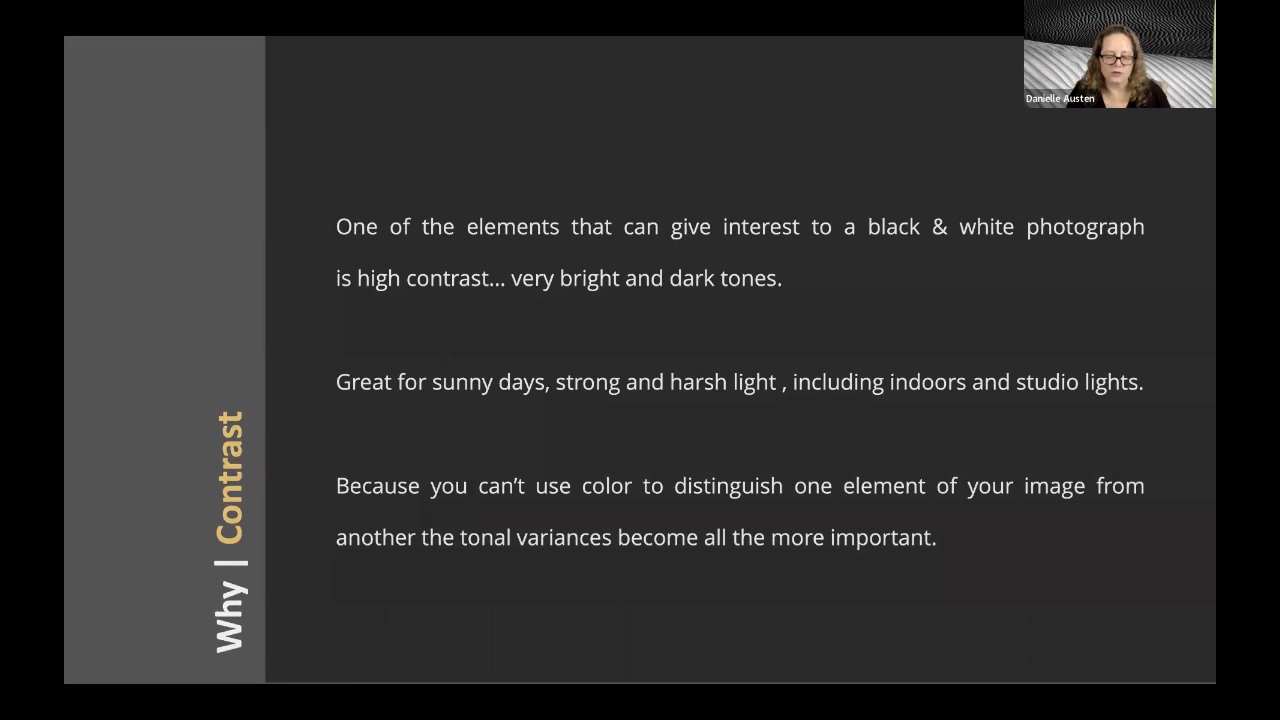 Danielle Austen
One of the elements that can give interest to a black & white photograph
is high contrast... very bright and dark tones.
Great for sunny days, strong and harsh light , including indoors and studio lights.
Because you can’t use color to distinguish one element of your image from
another the tonal variances become all the more important.
Why | Contrast